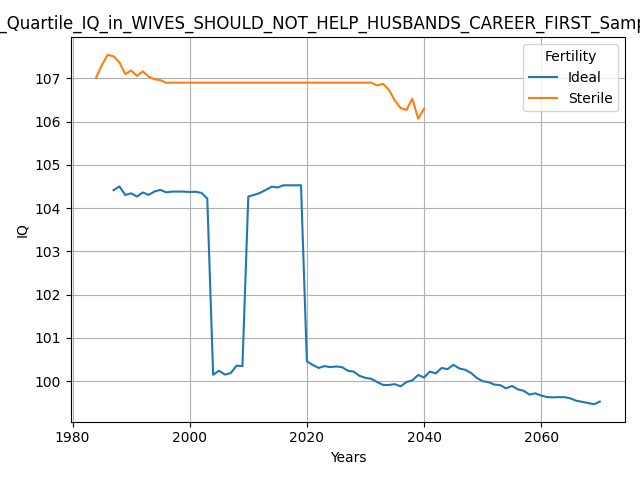 _Quartile_IQ_in_WIVES_SHOULD_NOT_HELP_HUSBANDS_CAREER_FIRST_Samp
Fertility
Ideal
Sterile
107
106
105
104
103
102
101
100
IQ
1980
2000
2020
2040
2060
Years